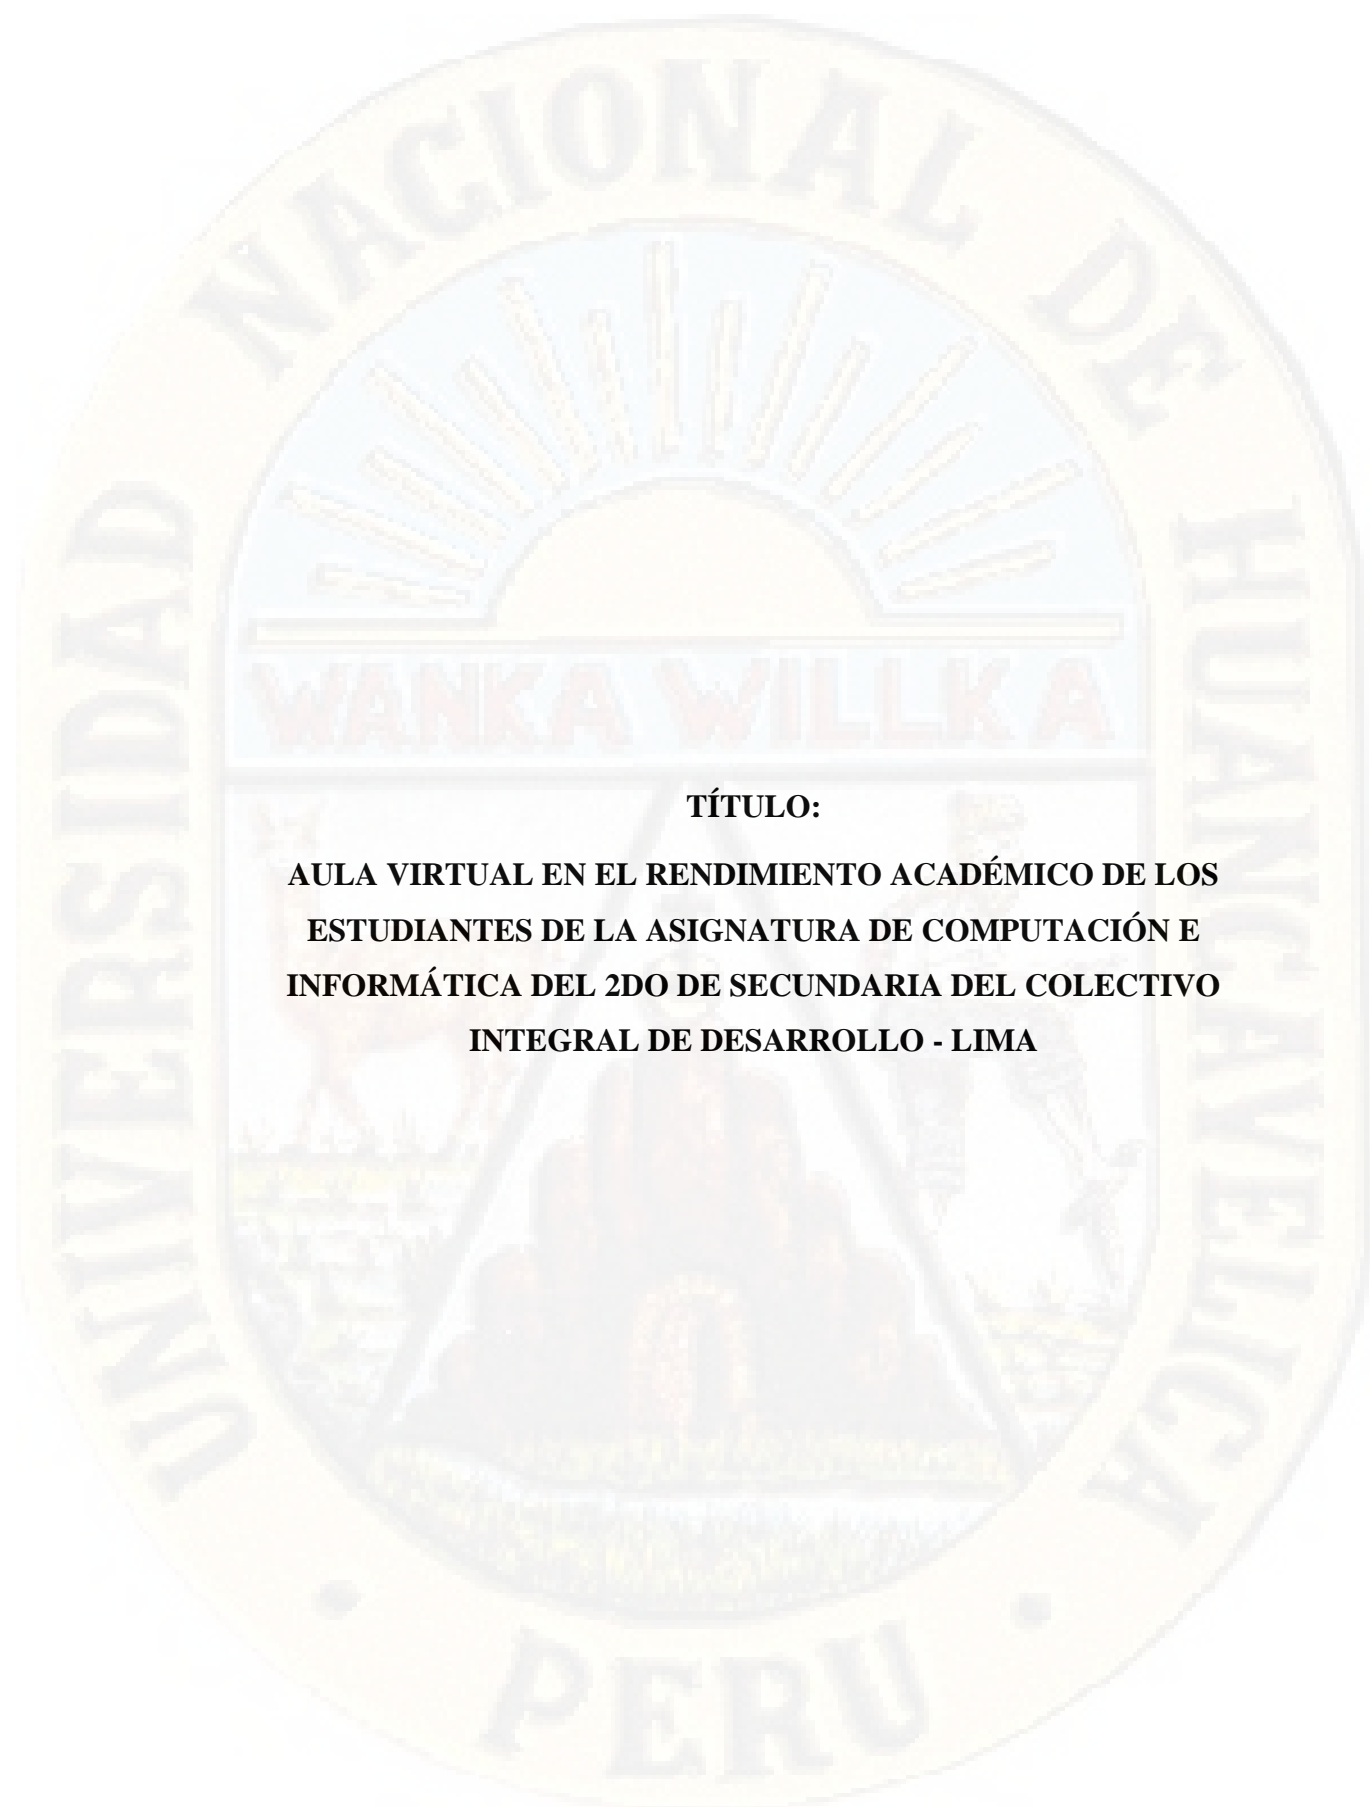 UNIVERSIDAD NACIONAL DE HUANCAVELICA
WANKA WILLKA
TÍTULO:
AULA VIRTUAL EN EL RENDIMIENTO ACADÉMICO DE LOS
ESTUDIANTES DE LA ASIGNATURA DE COMPUTACIÓN E
INFORMÁTICA DEL 2DO DE SECUNDARIA DEL COLECTIVO
INTEGRAL DE DESARROLLO - LIMA
PERU